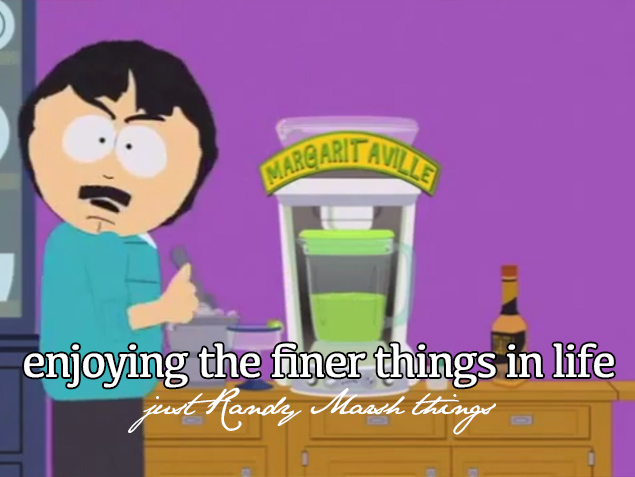 MARGARITAVILLE
enjoying the finer things in life
just Randy Marsh things